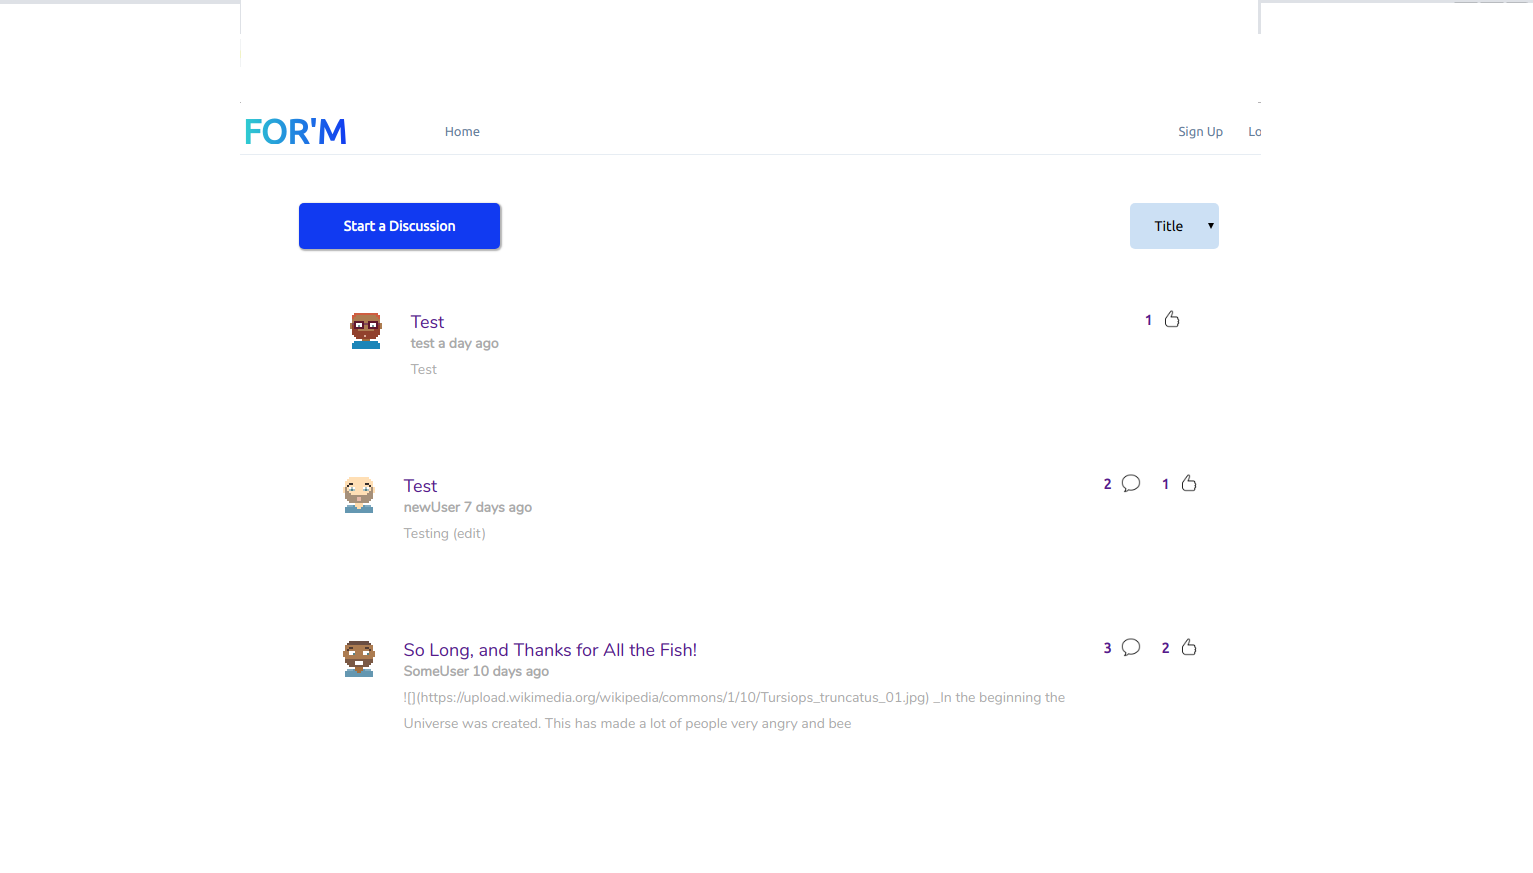 FOR'M
Home
Sign Up
Lo
Start a Discussion
Title
Test
1
test a day ago
Test
Test
2
1
newUser 7 days ago
Testing (edit)
So Long, and Thanks for All the Fish!
3
2
SomeUser 10 days ago
![](https://upload.wikimedia.org/wikipedia/commons/1/10/Tursiops_truncatus_01.jpg) _In the beginning the
Universe was created. This has made a lot of people very angry and bee